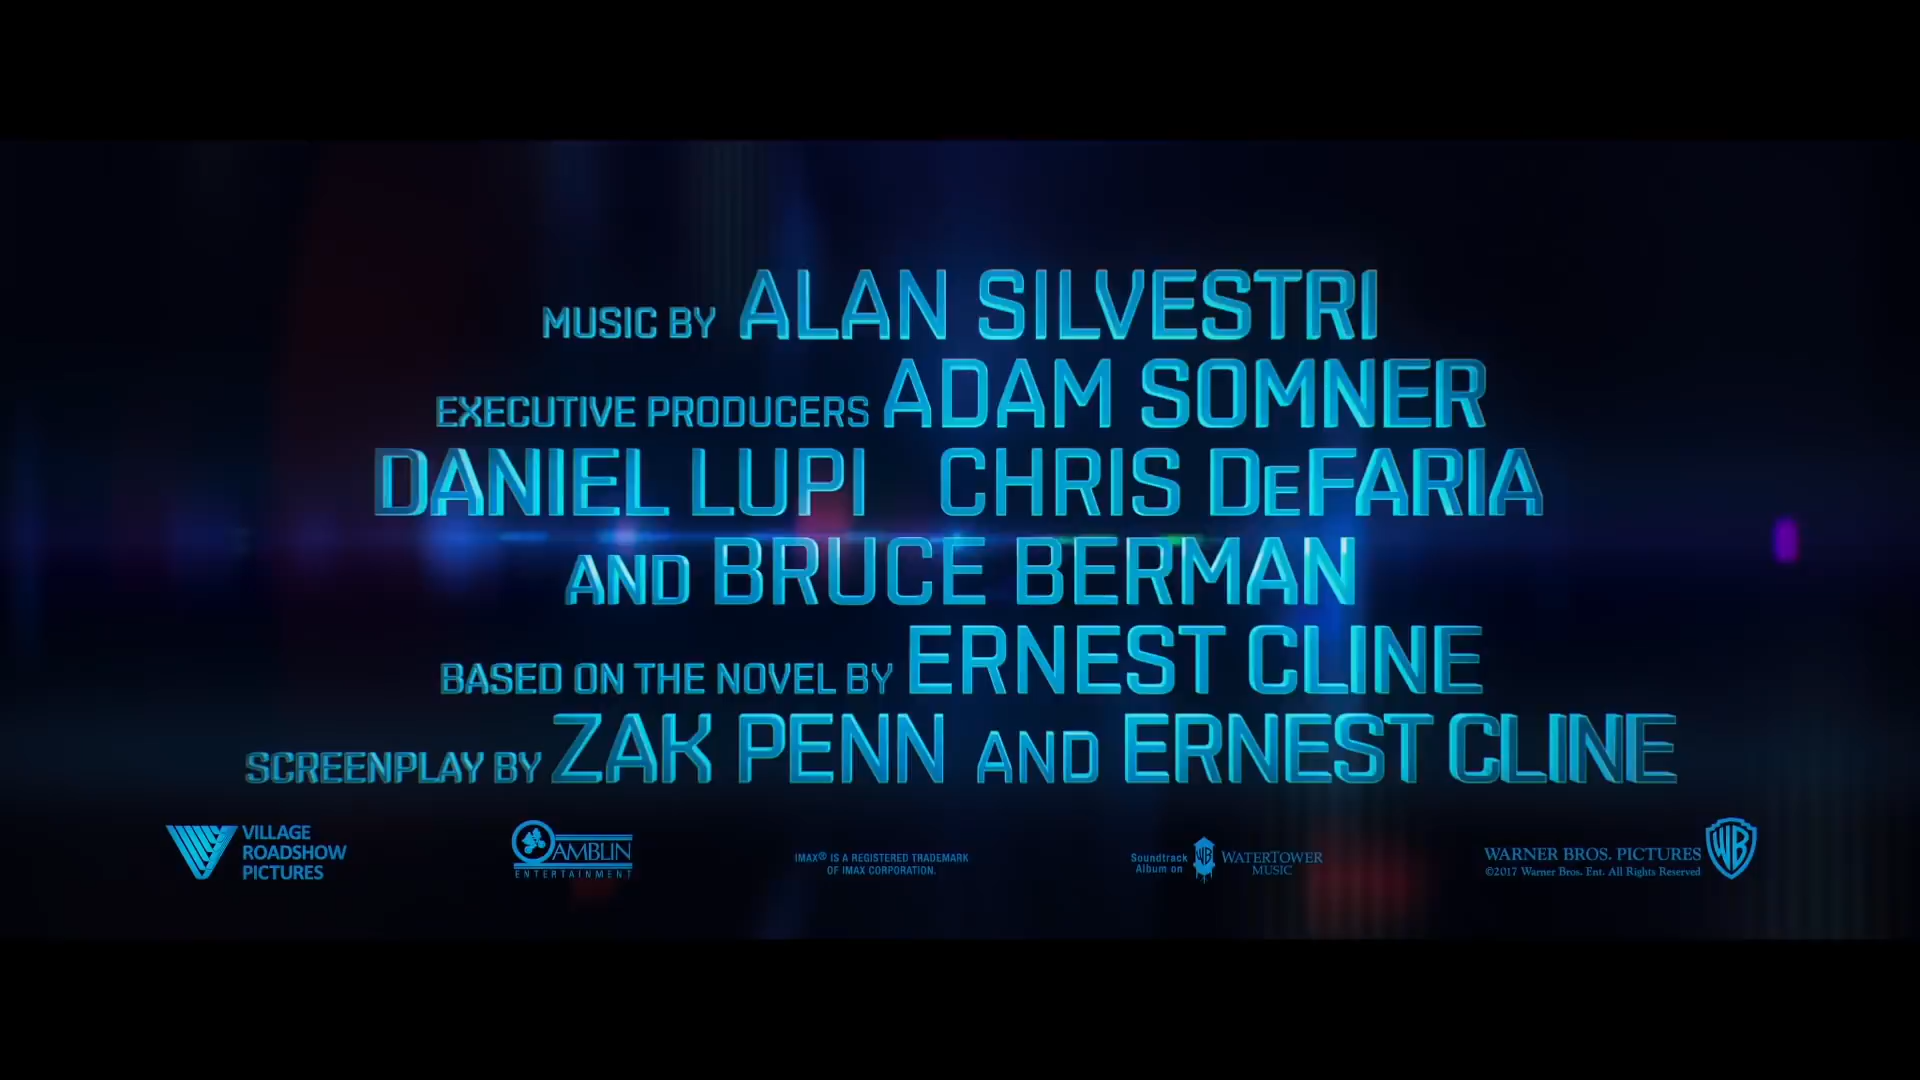 MUSIC BY ALAN SILVESTRI
EXECUTIVE PRODUCERS ADAM SOMNER
DANIEL LUPI CHRIS DeFARIA
AND BRUCE BERMAN
BASED ON THE NOVEL BY ERNEST CLINE
SCREENPLAY BY ZAK PENN AND ERNEST CLINE
VILLAGE
ROADSHOW
PICTURES
AMBLIN
ENTERTAINMENT
IMAX® IS A REGISTERED TRADEMARK
OF IMAX CORPORATION.
Soundtrack
Album on
WB
WATERTOWER
MUSIC
WARNER BROS. PICTURES
©2017 Warner Bros. Ent. All Rights Reserved
WB